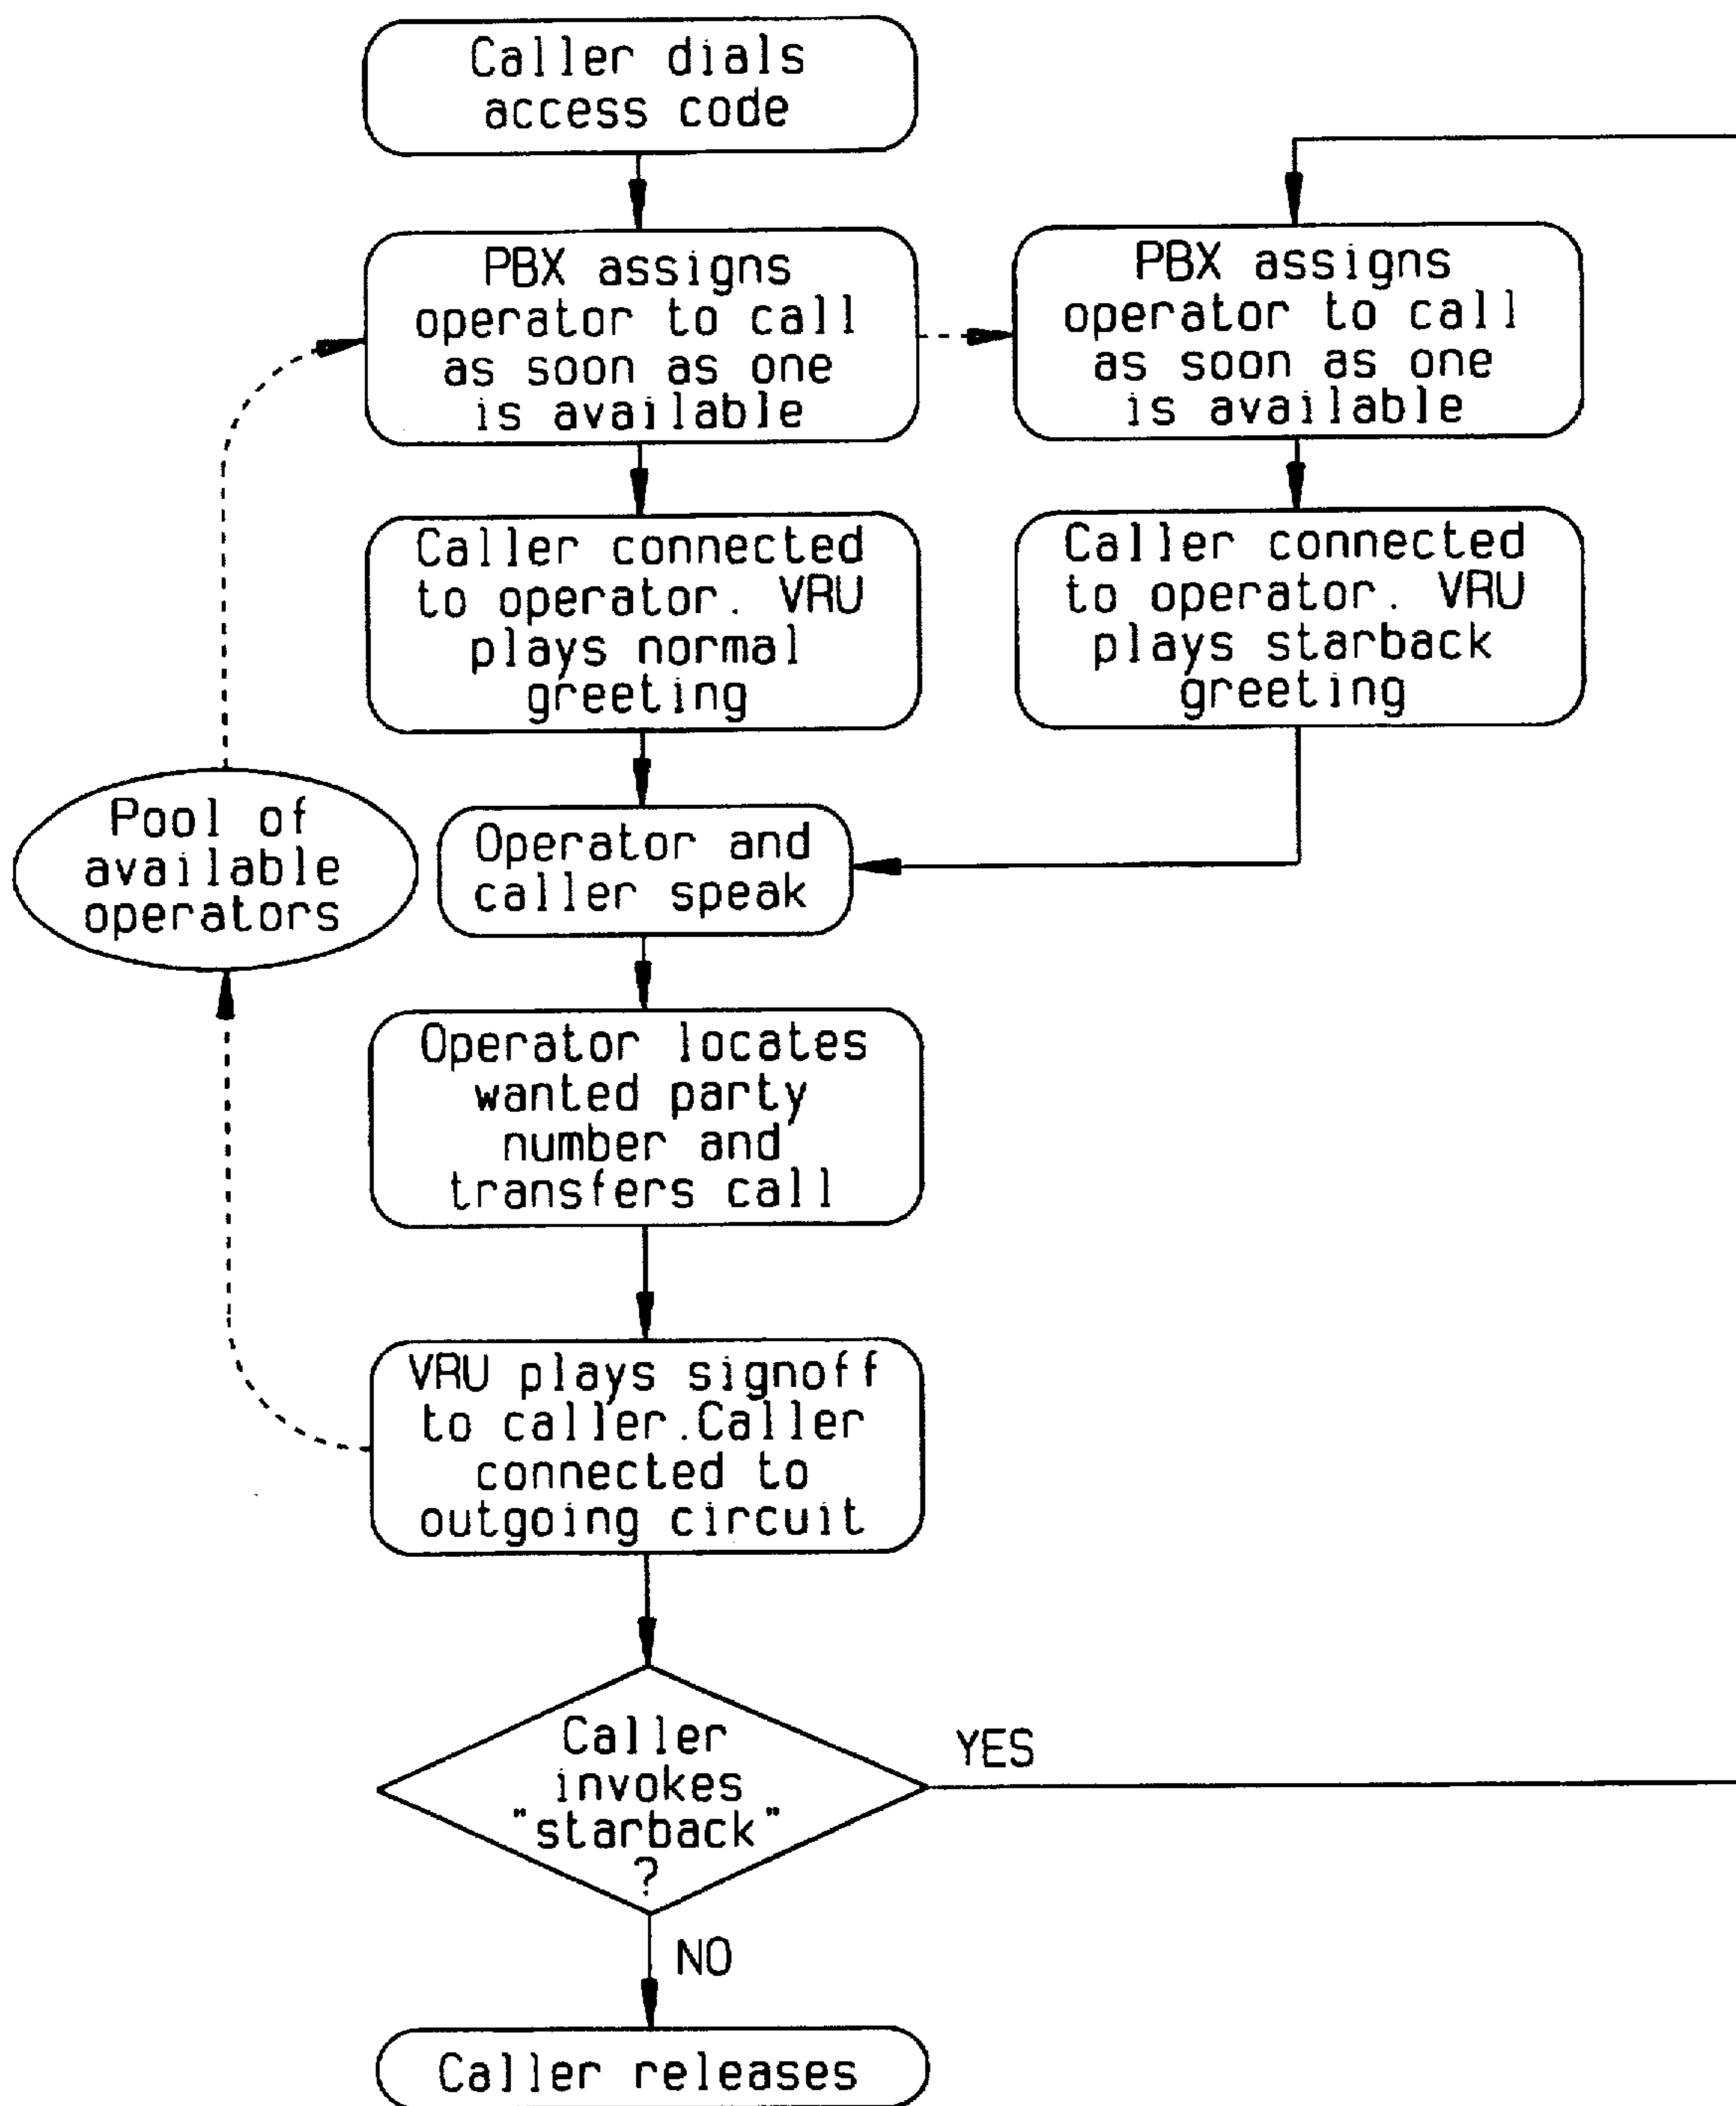 Caller dials
access code
PBX assigns
operator to call
as soon as one
is available
PBX assigns
operator to call
as soon as one
is available
Caller connected
to operator. VRU
plays normal
greeting
Caller connected
to operator. VRU
plays starback
greeting
Pool of
available
operators
Operator and
caller speak
Operator locates
wanted party
number and
transfers call
VRU plays signoff
to caller.Caller
connected to
outgoing circuit
Caller
invokes
"starback"
?
YES
NO
Caller releases